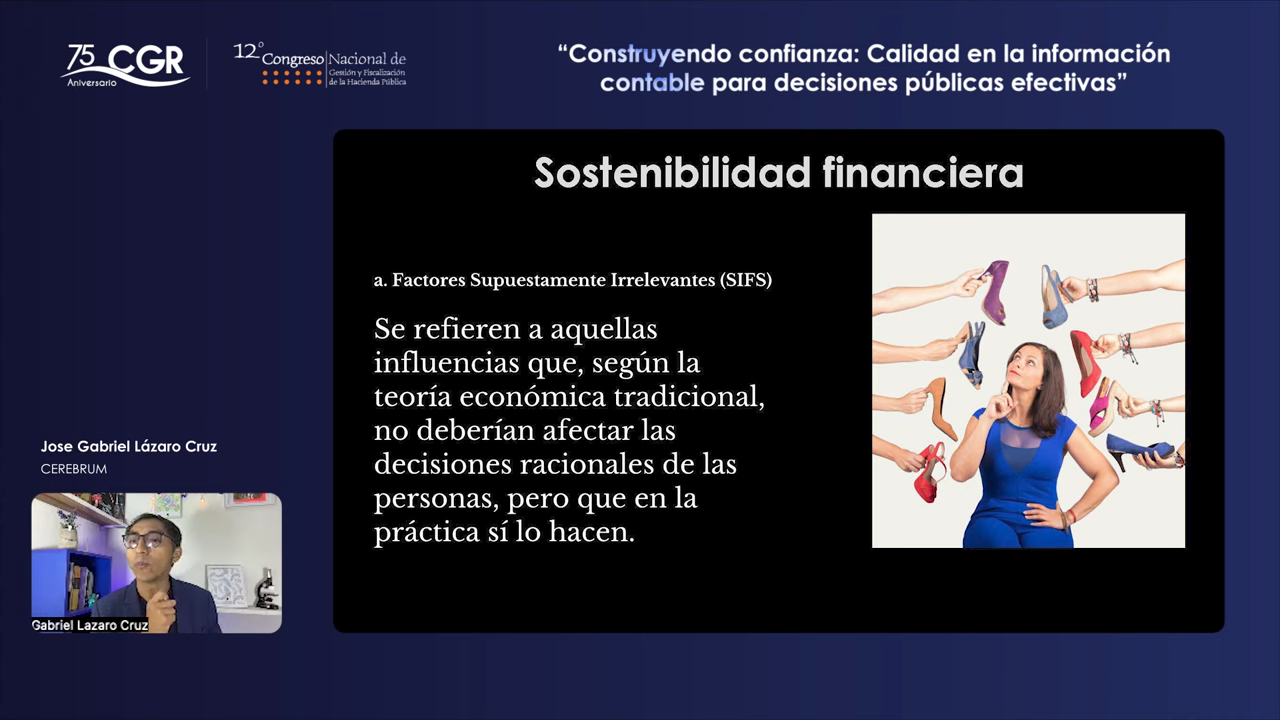 75 CGR
Aniversario
12° Congreso Nacional de
Gestión y Fiscalización
de la Hacienda Pública
“Construyendo confianza: Calidad en la información
contable para decisiones públicas efectivas”
Sostenibilidad financiera
a. Factores Supuestamente Irrelevantes (SIFS)
Se refieren a aquellas
influencias que, según la
teoría económica tradicional,
no deberían afectar las
decisiones racionales de las
personas, pero que en la
práctica sí lo hacen.
Jose Gabriel Lázaro Cruz
CEREBRUM
Gabriel Lazaro Cruz